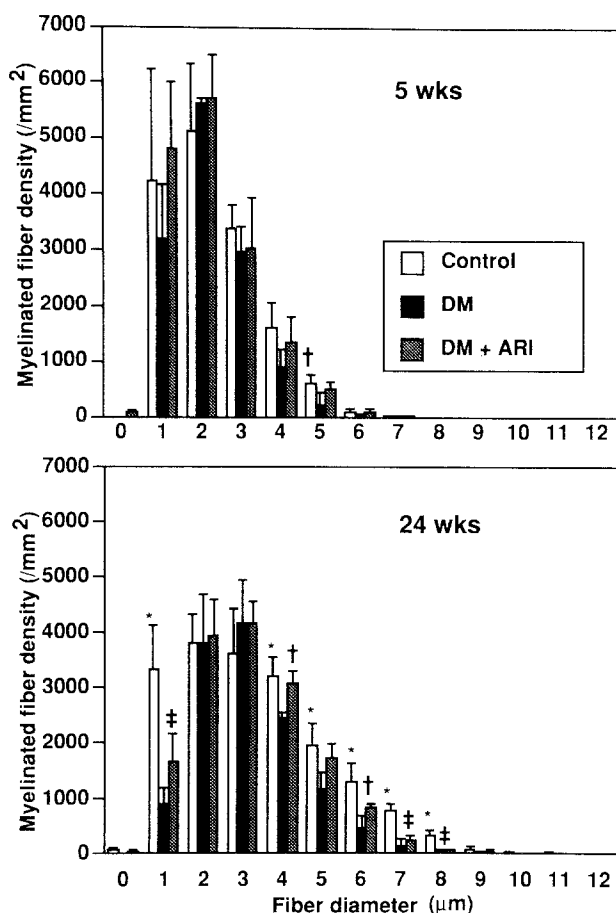 Myelinated fiber density (/mm2)
7000
6000
5000
4000
3000
2000
1000
0
5 wks
Control
DM
DM + ARI
†
0 1 2 3 4 5 6 7 8 9 10 11 12
Myelinated fiber density (/mm2)
7000
6000
5000
4000
3000
2000
1000
0
24 wks
* ‡ * † * * † * ‡ * ‡
0 1 2 3 4 5 6 7 8 9 10 11 12
Fiber diameter (μm)